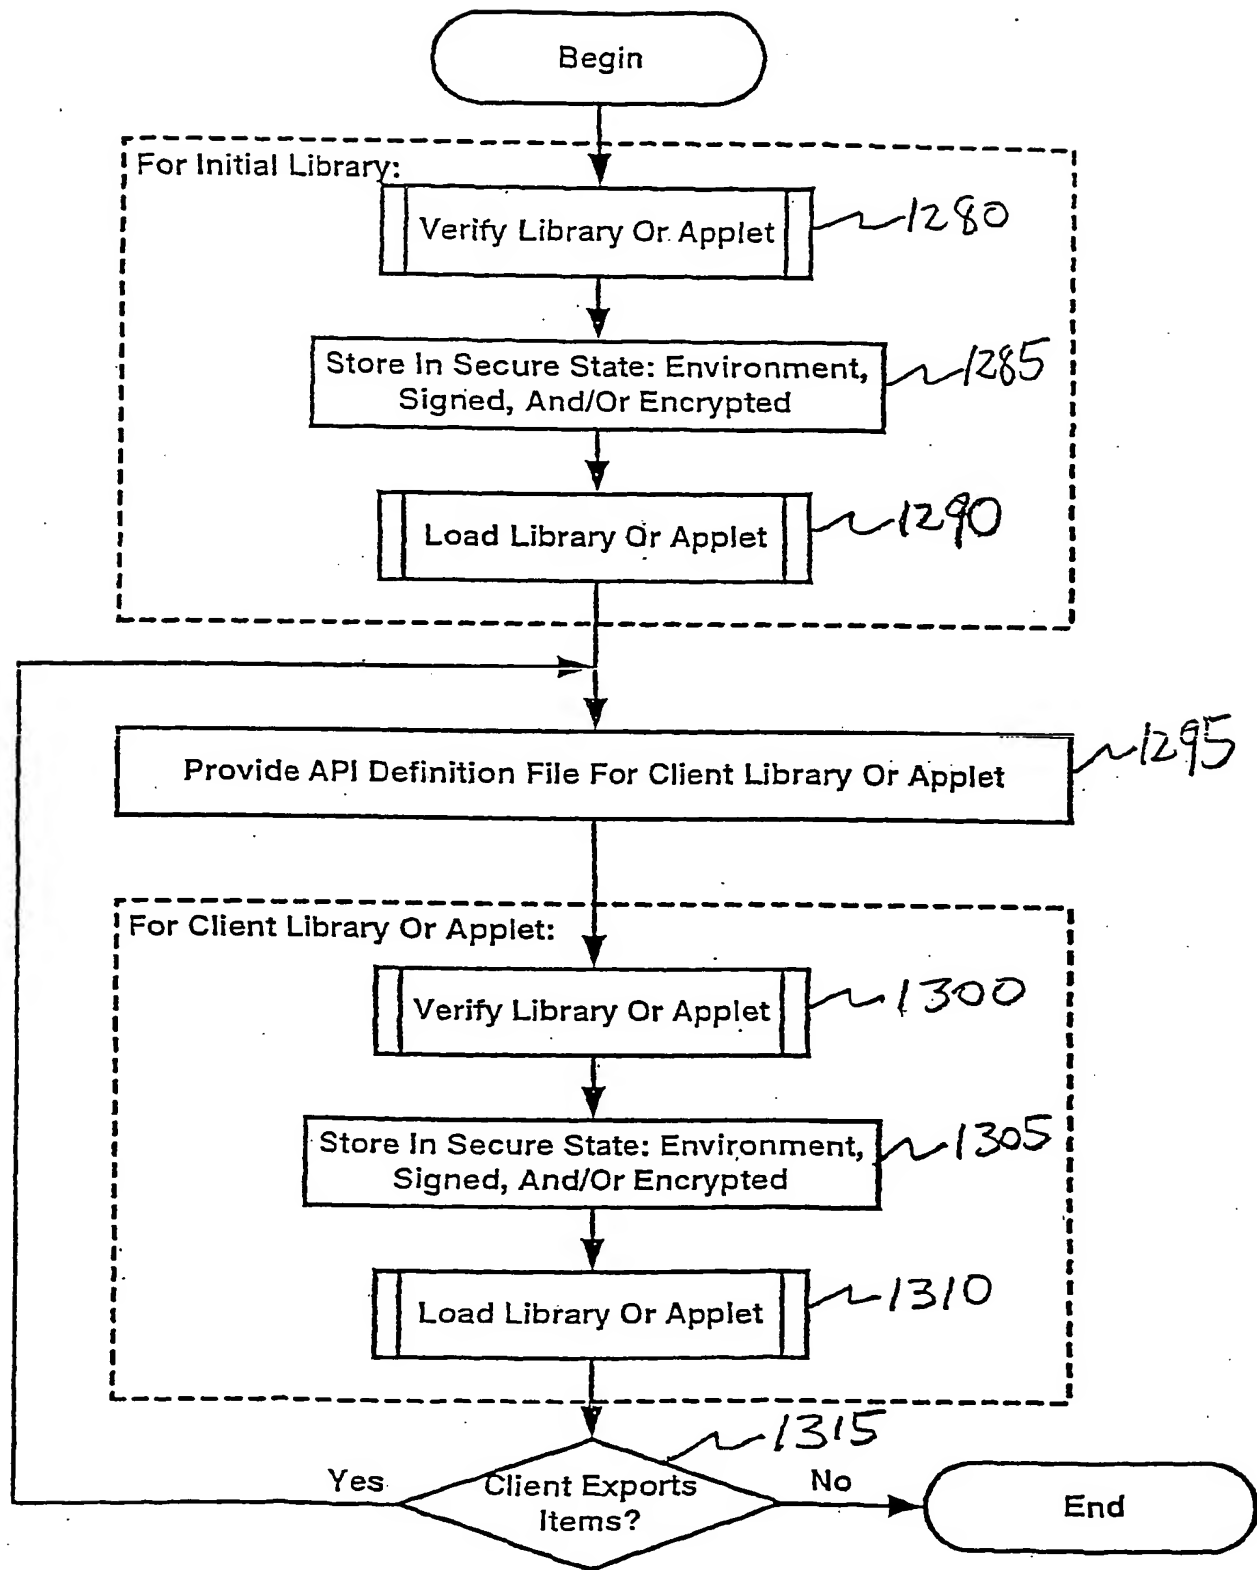 Begin
For Initial Library:
Verify Library Or Applet
1280
Store In Secure State: Environment,
Signed, And/Or Encrypted
1285
Load Library Or Applet
1290
Provide API Definition File For Client Library Or Applet
1295
For Client Library Or Applet:
Verify Library Or Applet
1300
Store In Secure State: Environment,
Signed, And/Or Encrypted
1305
Load Library Or Applet
1310
1315
Yes
Client Exports
Items?
No
End